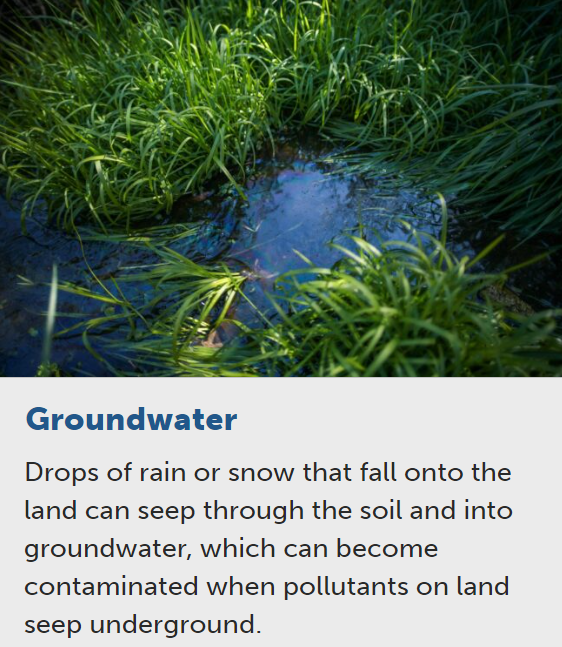 Groundwater
Drops of rain or snow that fall onto the
land can seep through the soil and into
groundwater, which can become
contaminated when pollutants on land
seep underground.